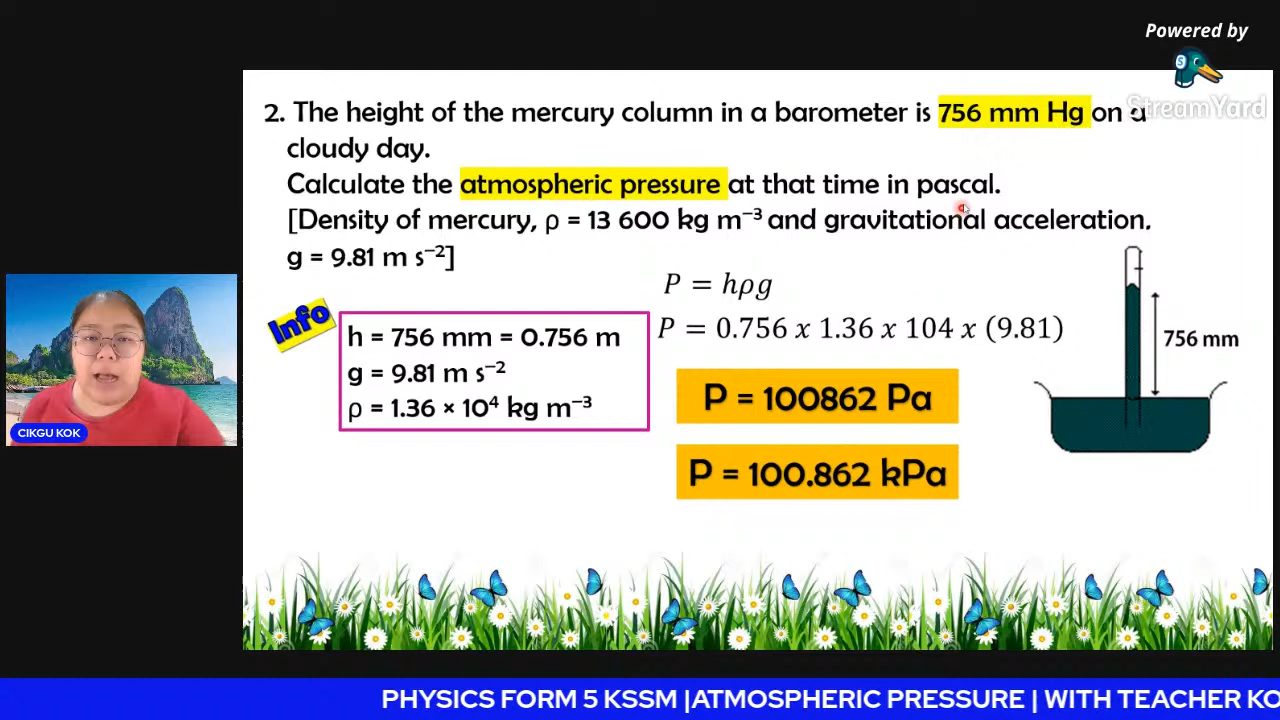 Powered by
StreamYard
2. The height of the mercury column in a barometer is 756 mm Hg on a
cloudy day.
Calculate the atmospheric pressure at that time in pascal.
[Density of mercury, ρ = 13 600 kg m⁻³ and gravitational acceleration,
g = 9.81 m s⁻²]
Info
h = 756 mm = 0.756 m
g = 9.81 m s⁻²
ρ = 1.36 × 10⁴ kg m⁻³
P = hρg
P = 0.756 x 1.36 x 104 x (9.81)
P = 100862 Pa
P = 100.862 kPa
756 mm
CIKGU KOK
PHYSICS FORM 5 KSSM |ATMOSPHERIC PRESSURE | WITH TEACHER KO